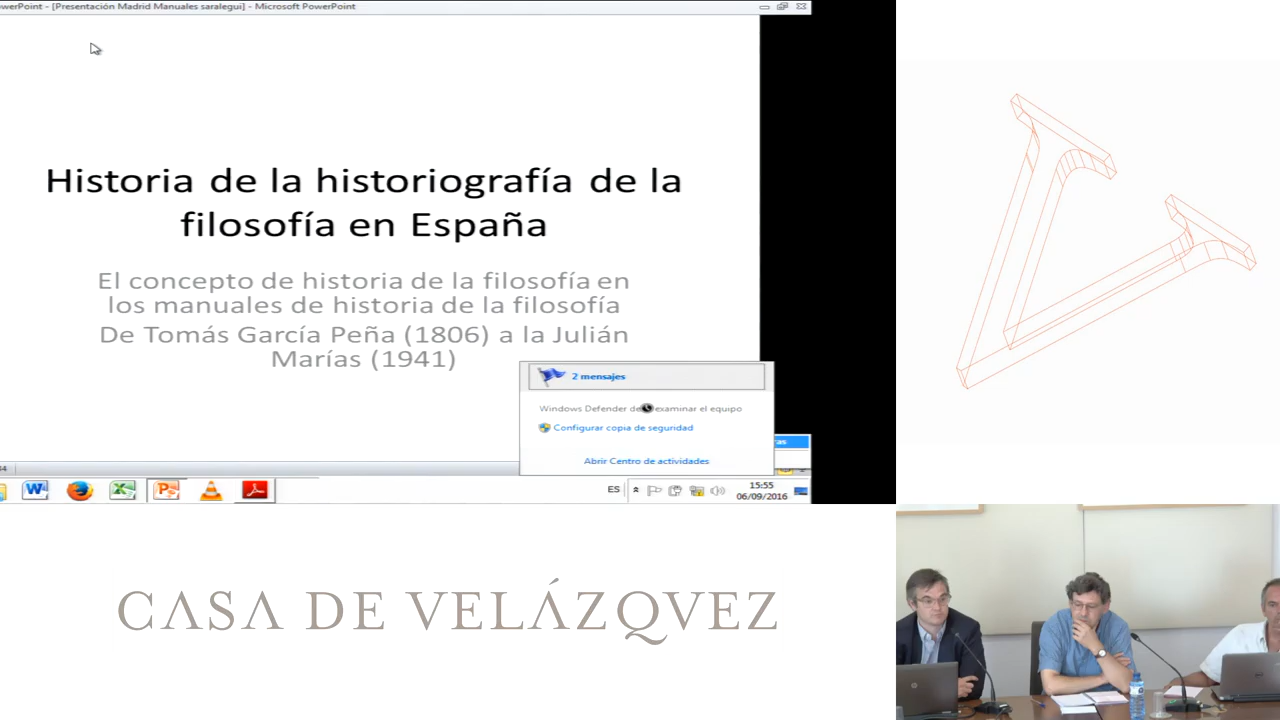 werPoint - [Presentación Madrid Manuales saralegui] - Microsoft PowerPoint
Historia de la historiografía de la
filosofía en España
El concepto de historia de la filosofía en
los manuales de historia de la filosofía
De Tomás García Peña (1806) a la Julián
Marías (1941)
2 mensajes
Windows Defender examinar el equipo
Configurar copia de seguridad
Abrir Centro de actividades
ES
15:55
06/09/2016
CASA DE VELÁZQVEZ